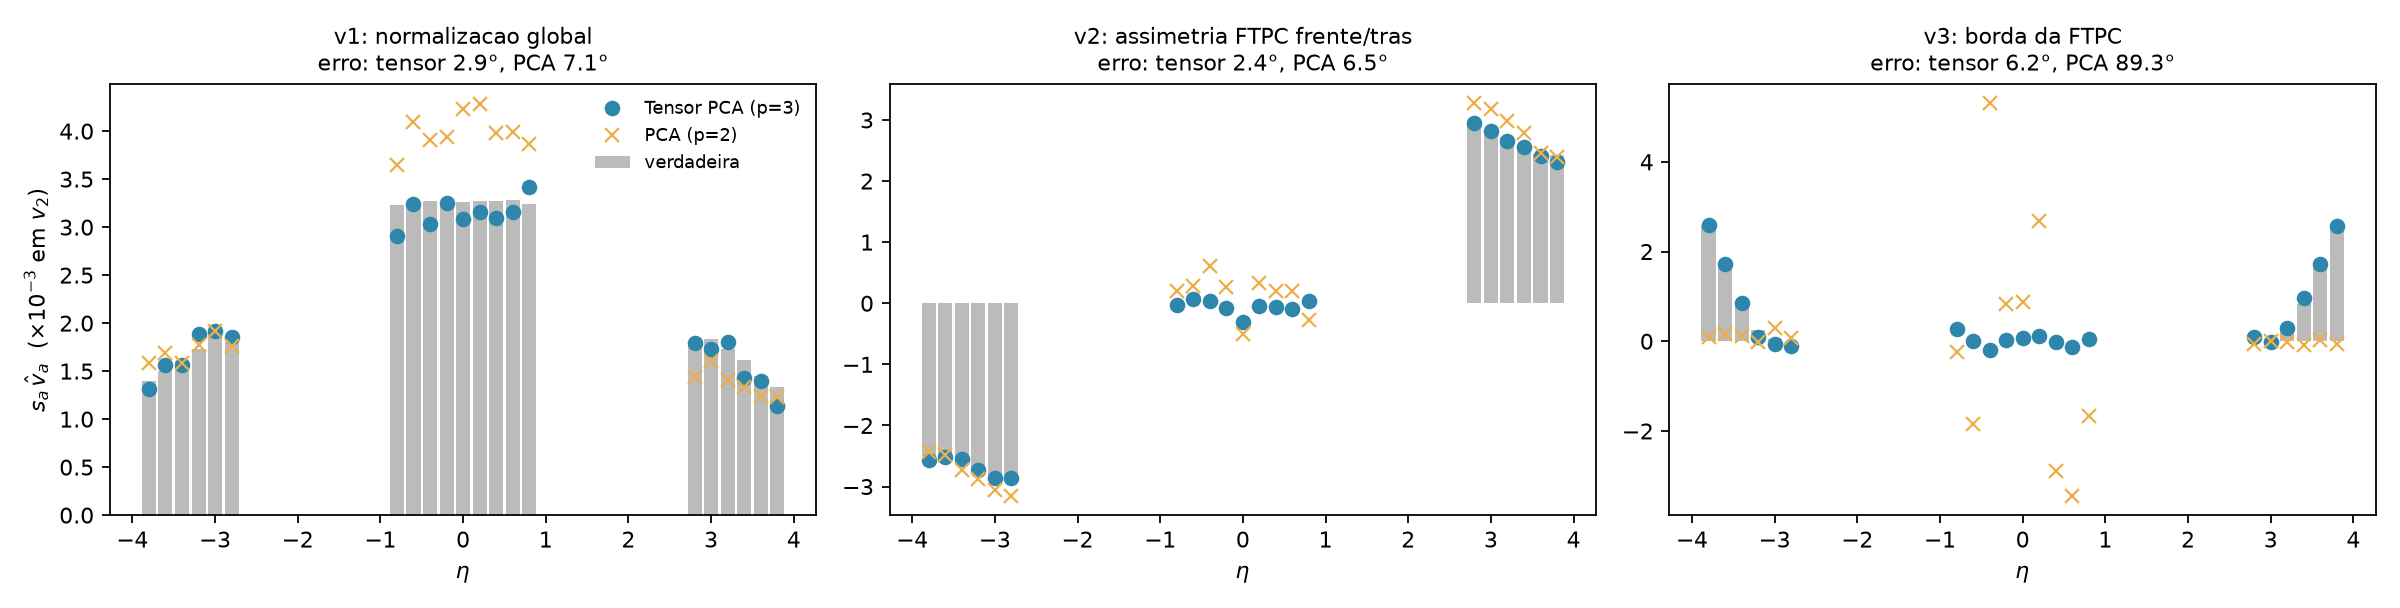 v1: normalizacao global
erro: tensor 2.9°, PCA 7.1°
Tensor PCA (p=3)
PCA (p=2)
verdadeira
4.0
3.5
3.0
2.5
2.0
1.5
1.0
0.5
0.0
s_a v̂_a (×10⁻³ em v₂)
−4 −3 −2 −1 0 1 2 3 4
η
v2: assimetria FTPC frente/tras
erro: tensor 2.4°, PCA 6.5°
3
2
1
0
−1
−2
−3
−4 −3 −2 −1 0 1 2 3 4
η
v3: borda da FTPC
erro: tensor 6.2°, PCA 89.3°
4
2
0
−2
−4 −3 −2 −1 0 1 2 3 4
η